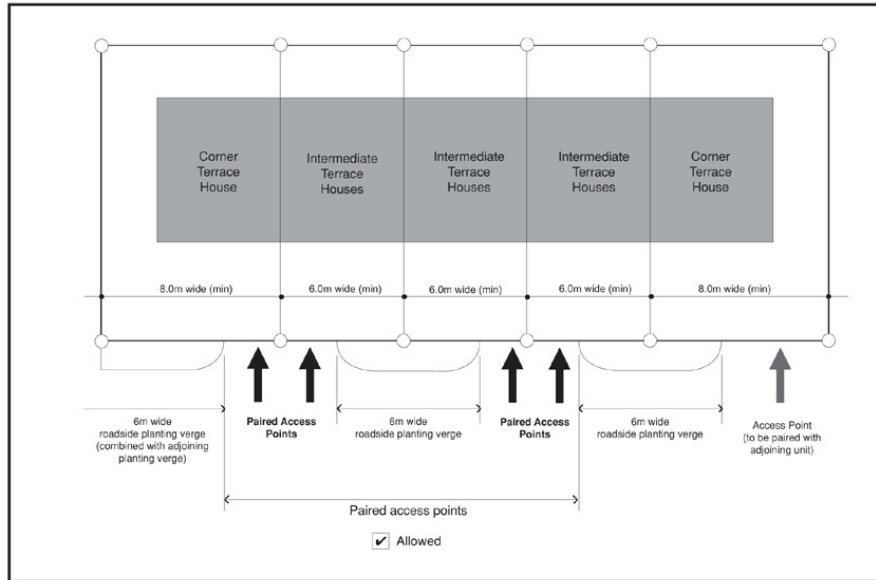 Corner
Terrace
House
Intermediate
Terrace
Houses
Intermediate
Terrace
Houses
Intermediate
Terrace
Houses
Corner
Terrace
House
8.0m wide (min)
6.0m wide (min)
6.0m wide (min)
6.0m wide (min)
8.0m wide (min)
6m wide
roadside planting verge
(combined with adjoining
planting verge)
Paired Access
Points
6m wide
roadside planting verge
Paired Access
Points
6m wide
roadside planting verge
Access Point
(to be paired with
adjoining unit)
Paired access points
✔ Allowed